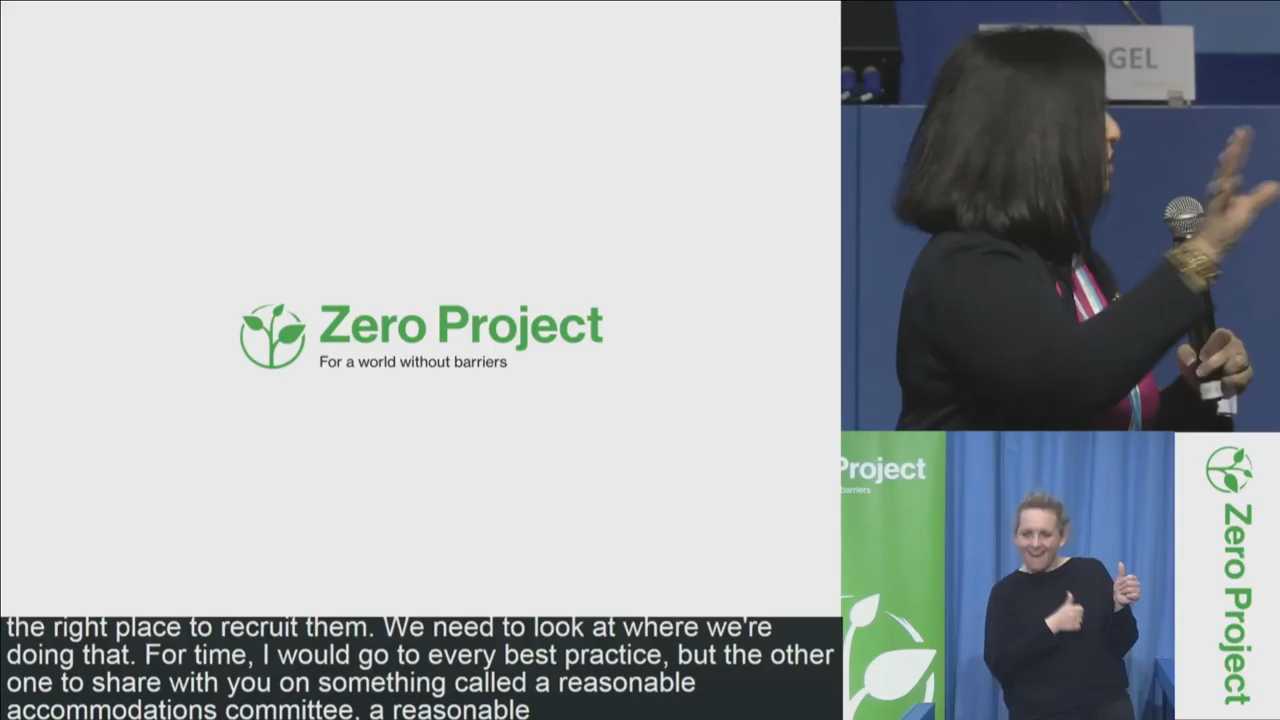 Zero Project
For a world without barriers
GEL
Project
barriers
Zero Project
the right place to recruit them. We need to look at where we're
doing that. For time, I would go to every best practice, but the other
one to share with you on something called a reasonable
accommodations committee, a reasonable